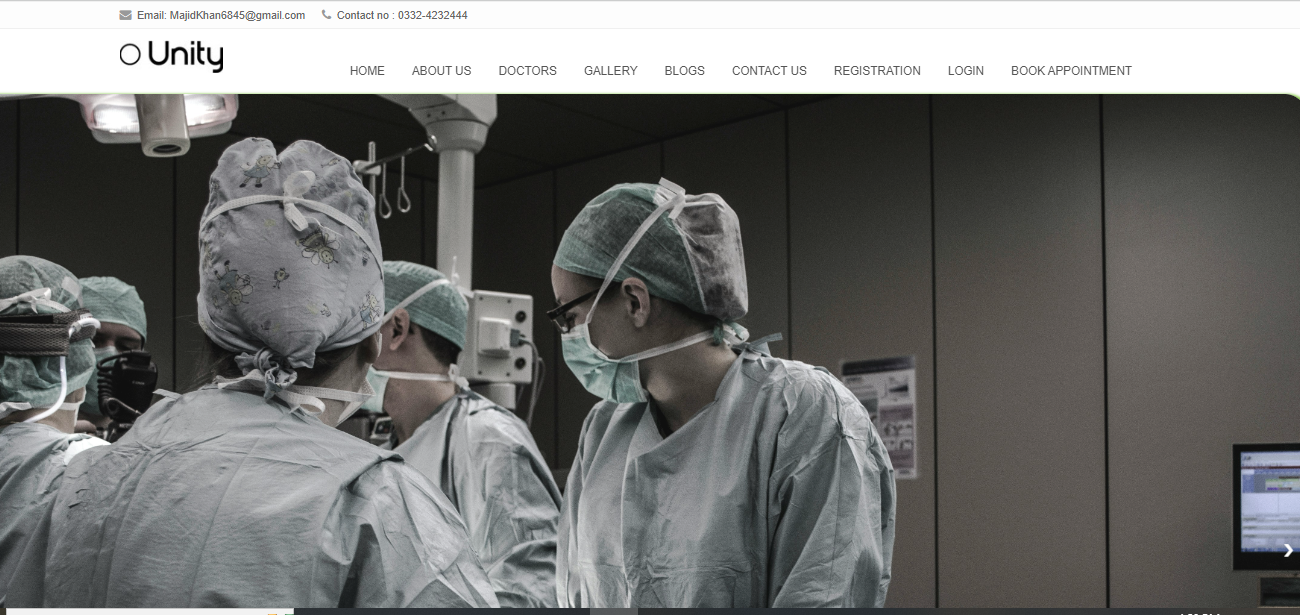 Email: MajidKhan6845@gmail.com Contact no : 0332-4232444
Unity
HOME ABOUT US DOCTORS GALLERY BLOGS CONTACT US REGISTRATION LOGIN BOOK APPOINTMENT